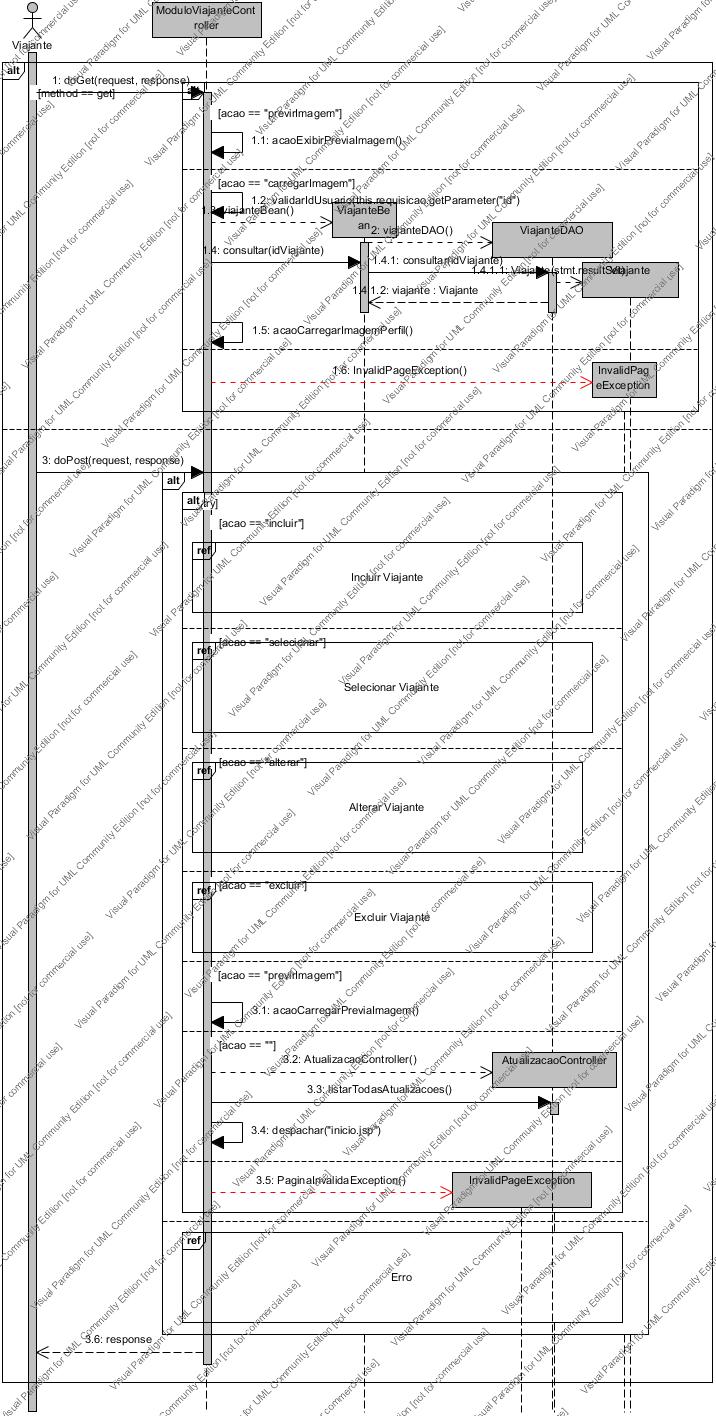 ModuloViajanteCont
roller
Viajante
alt
1: doGet(request, response)
[method == get]
[acao == "previrImagem"]
1.1: acaoExibirPreviaImagem()
[acao == "carregarImagem"]
1.2: validarIdUsuario(this.requisicao.getParameter("id")
1.3: viajanteBean()
ViajanteBe
an
2: viajanteDAO()
ViajanteDAO
1.4: consultar(idViajante)
1.4.1: consultar(idViajante)
1.4.1.1: Viajante(stmt.resultSet)
Viajante
1.4.1.2: viajante : Viajante
1.5: acaoCarregarImagemPerfil()
1.6: InvalidPageException()
InvalidPag
eException
3: doPost(request, response)
alt
alt
[try]
[acao == "incluir"]
ref
Incluir Viajante
[acao == "selecionar"]
ref
Selecionar Viajante
[acao == "alterar"]
ref
Alterar Viajante
[acao == "excluir"]
ref
Excluir Viajante
[acao == "previrImagem"]
3.1: acaoCarregarPreviaImagem()
[acao == ""]
3.2: AtualizacaoController()
AtualizacaoController
3.3: listarTodasAtualizacoes()
3.4: despachar("inicio.jsp")
3.5: PaginaInvalidaException()
InvalidPageException
ref
Erro
3.6: response
Visual Paradigm for UML Community Edition [not for commercial use]